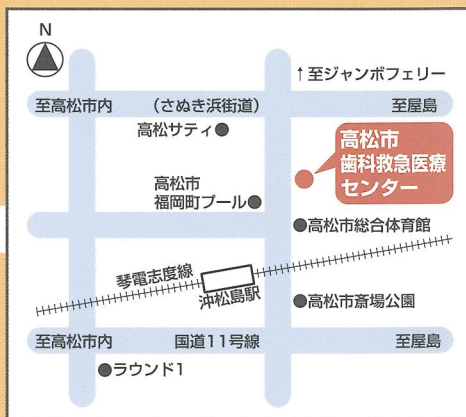 N
↑至ジャンボフェリー
至高松市内
（さぬき浜街道）
至屋島
高松サティ●
高松市
歯科救急医療
センター
高松市
福岡町プール●
●高松市総合体育館
琴電志度線
沖松島駅
●高松市斎場公園
至高松市内
国道11号線
至屋島
●ラウンド1